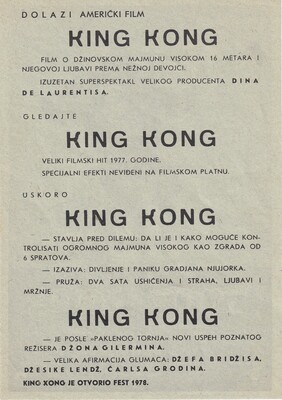 DOLAZI AMERIČKI FILM
KING KONG
FILM O DŽINOVSKOM MAJMUNU VISOKOM 16 METARA I
NJEGOVOJ LJUBAVI PREMA NEŽNOJ DEVOJCI.
IZUZETAN SUPERSPEKTAKL VELIKOG PRODUCENTA DINA
DE LAURENTISA.
GLEDAJTE
KING KONG
VELIKI FILMSKI HIT 1977. GODINE.
SPECIJALNI EFEKTI NEVIĐENI NA FILMSKOM PLATNU.
USKORO
KING KONG
— STAVLJA PRED DILEMU: DA LI JE I KAKO MOGUĆE KON-
TROLISATI OGROMNOG MAJMUNA VISOKOG KAO ZGRADA OD
6 SPRATOVA.
— IZAZIVA: DIVLJENJE I PANIKU GRADJANA NJUJORKA.
— PRUŽA: DVA SATA USHIĆENJA I STRAHA, LJUBAVI I
MRŽNJE.
KING KONG
— JE POSLE »PAKLENOG TORNJA« NOVI USPEH POZNATOG
REŽISERA DŽONA GILERMINA.
— VELIKA AFIRMACIJA GLUMACA: DŽEFA BRIDŽISA,
DŽESIKE LENDŽ, ČARLSA GRODINA.
KING KONG JE OTVORIO FEST 1978.